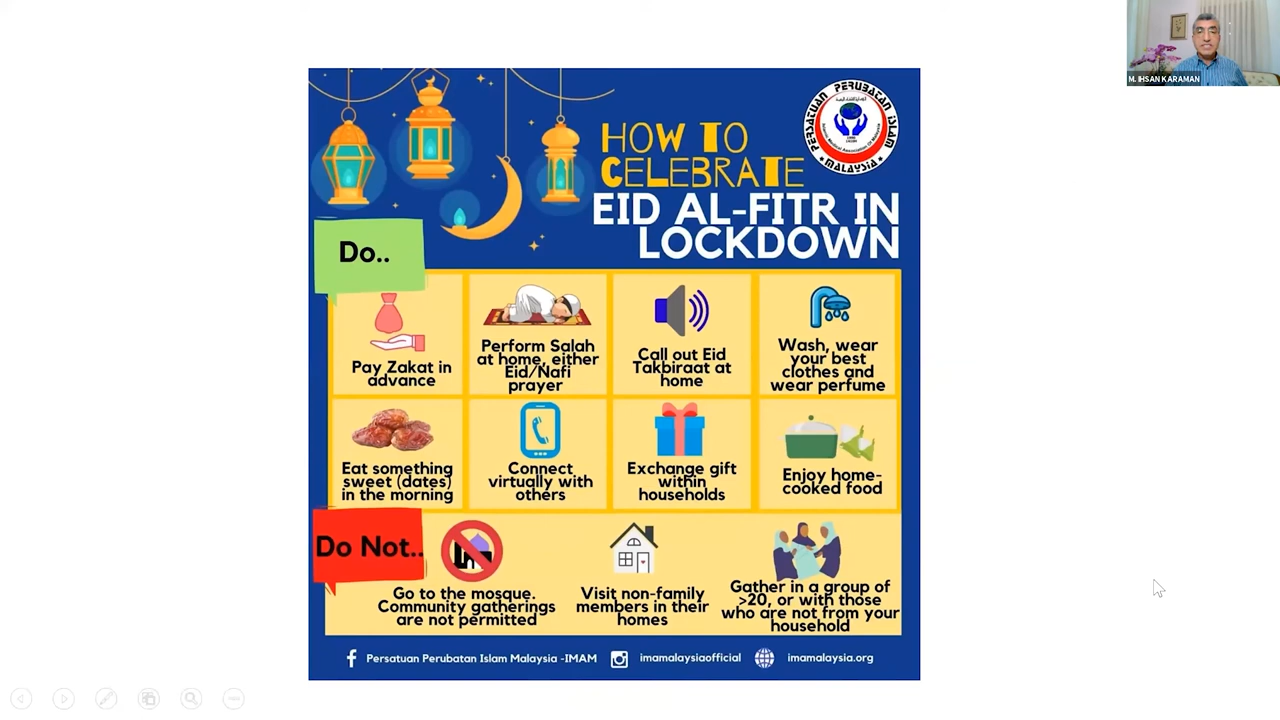 M. IHSAN KARAMAN
PERSATUAN PERUBATAN ISLAM
MALAYSIA
HOW TO
CELEBRATE
EID AL-FITR IN
LOCKDOWN
Do..
Pay Zakat in
advance
Perform Salah
at home, either
Eid/Nafi
prayer
Call out Eid
Takbiraat at
home
Wash, wear
your best
clothes and
wear perfume
Eat something
sweet (dates)
in the morning
Connect
virtually with
others
Exchange gift
within
households
Enjoy home-
cooked food
Do Not..
Go to the mosque.
Community gatherings
are not permitted
Visit non-family
members in their
homes
Gather in a group of
>20, or with those
who are not from your
household
Persatuan Perubatan Islam Malaysia -IMAM
imamalaysiaofficial
imamalaysia.org